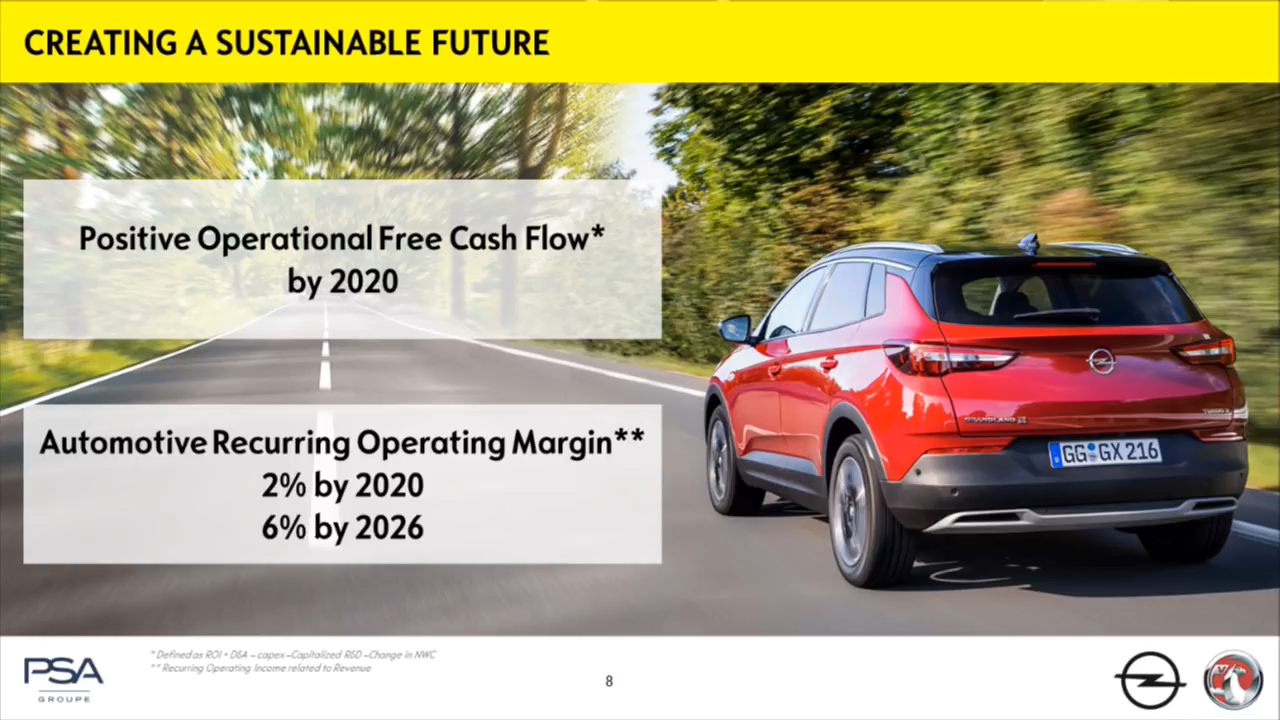 CREATING A SUSTAINABLE FUTURE
Positive Operational Free Cash Flow*
by 2020
Automotive Recurring Operating Margin**
2% by 2020
6% by 2026
GRANDLAND X
TURBO D
GG GX 216
* Defined as ROI + D&A – capex –Capitalized R&D –Change in NWC
** Recurring Operating Income related to Revenue
PSA
GROUPE
8